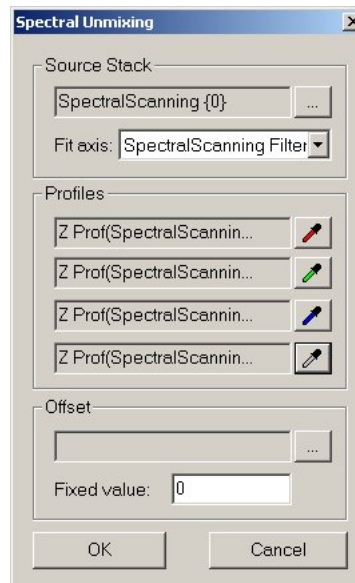 Spectral Unmixing
Source Stack
SpectralScanning {0}
...
Fit axis:
SpectralScanning Filter
Profiles
Z Prof(SpectralScannin...
Z Prof(SpectralScannin...
Z Prof(SpectralScannin...
Z Prof(SpectralScannin...
Offset
...
Fixed value:
0
OK
Cancel